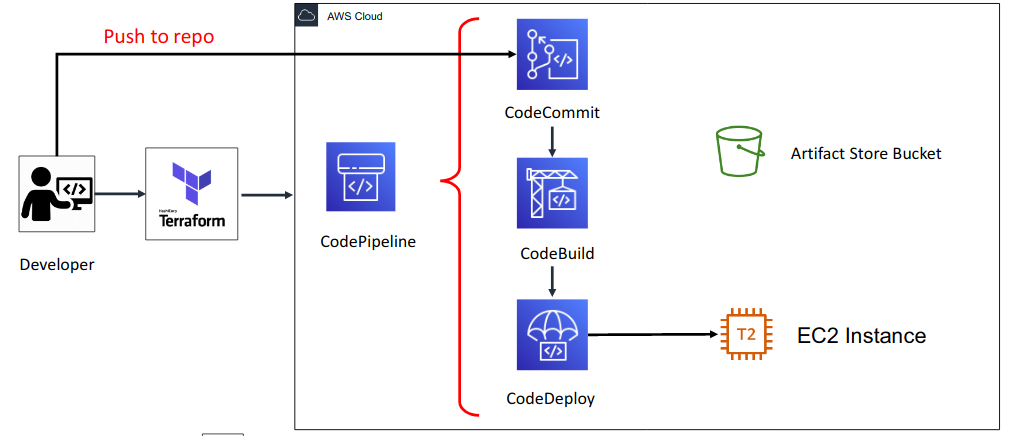 AWS Cloud
Push to repo
CodeCommit
Artifact Store Bucket
HashiCorp
Terraform
CodePipeline
CodeBuild
Developer
T2
EC2 Instance
CodeDeploy